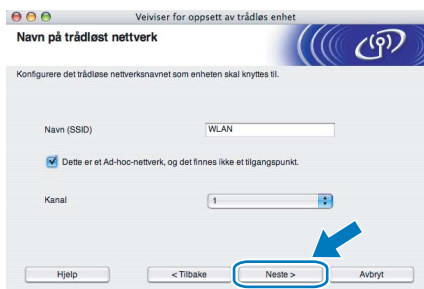 Veiviser for oppsett av trådløs enhet
Navn på trådløst nettverk
Konfigurere det trådløse nettverksnavnet som enheten skal knyttes til.
Navn (SSID) WLAN
Dette er et Ad-hoc-nettverk, og det finnes ikke et tilgangspunkt.
Kanal 1
Hjelp < Tilbake Neste > Avbryt